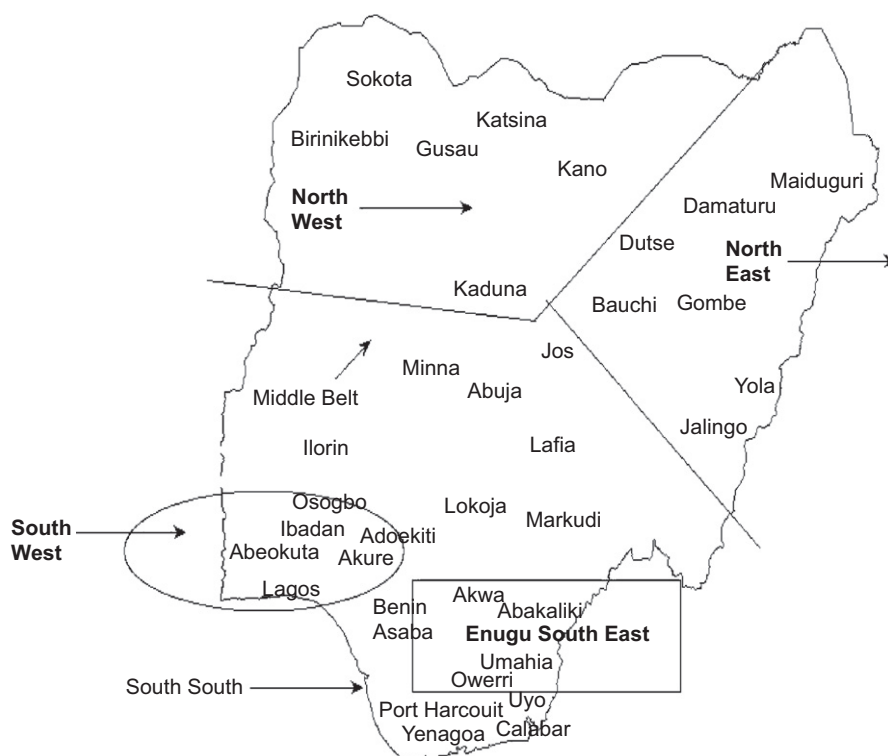 Sokota
Katsina
Birinikebbi
Gusau
Kano
Maiduguri
North
West
Damaturu
Dutse
North
East
Kaduna
Bauchi
Gombe
Jos
Minna
Abuja
Middle Belt
Yola
Jalingo
Ilorin
Lafia
Osogbo
Lokoja
Markudi
South
West
Ibadan
Adoekiti
Abeokuta
Akure
Lagos
Akwa
Benin
Abakaliki
Asaba
Enugu South East
Umahia
Owerri
South South
Uyo
Port Harcouit
Calabar
Yenagoa